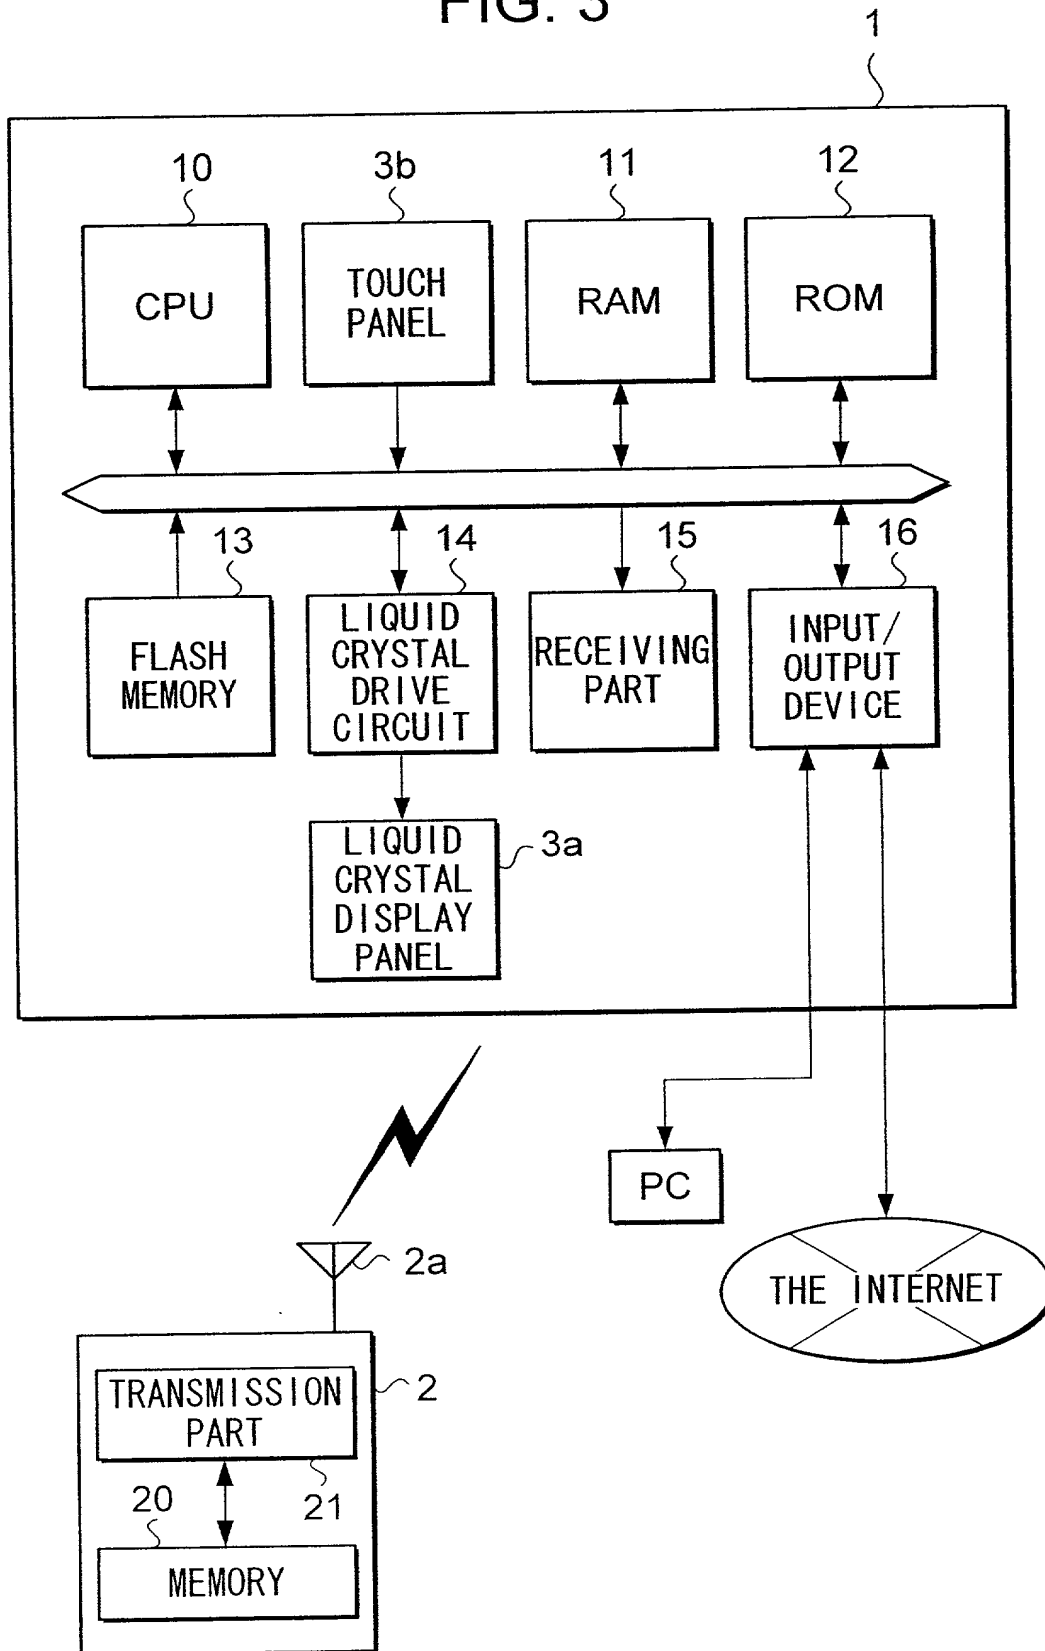 FIG. 3
1
10
3b
11
12
CPU
TOUCH
PANEL
RAM
ROM
13
14
15
16
FLASH
MEMORY
LIQUID
CRYSTAL
DRIVE
CIRCUIT
RECEIVING
PART
INPUT/
OUTPUT
DEVICE
LIQUID
CRYSTAL
DISPLAY
PANEL
3a
PC
2a
THE INTERNET
2
TRANSMISSION
PART
20
21
MEMORY